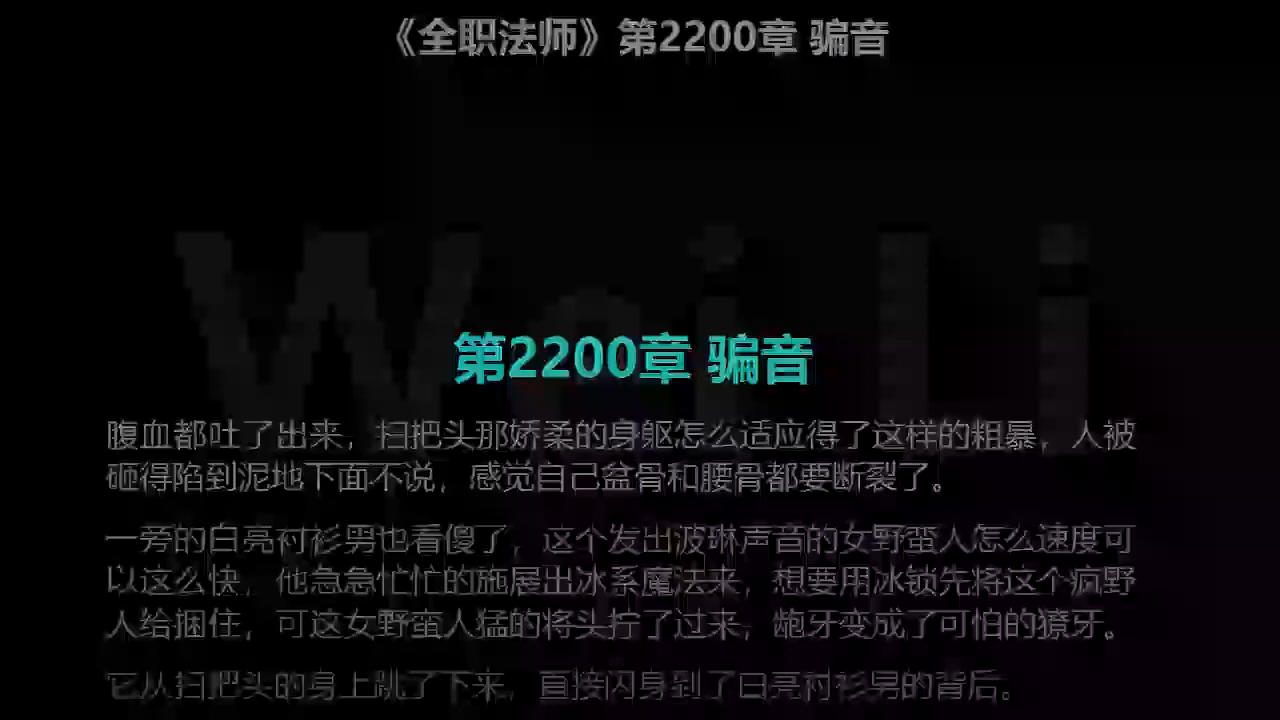 《全职法师》第2200章 骗音
Wei Li
第2200章 骗音
腹血都吐了出来，扫把头那娇柔的身躯怎么适应得了这样的粗暴，人被
砸得陷到泥地下面不说，感觉自己盆骨和腰骨都要断裂了。
一旁的白亮衬衫男也看傻了，这个发出波琳声音的女野蛮人怎么速度可
以这么快，他急急忙忙的施展出冰系魔法来，想要用冰锁先将这个疯野
人给捆住，可这女野蛮人猛的将头拧了过来，龅牙变成了可怕的獠牙。
它从扫把头的身上跳了下来，直接闪身到了白亮衬衫男的背后。